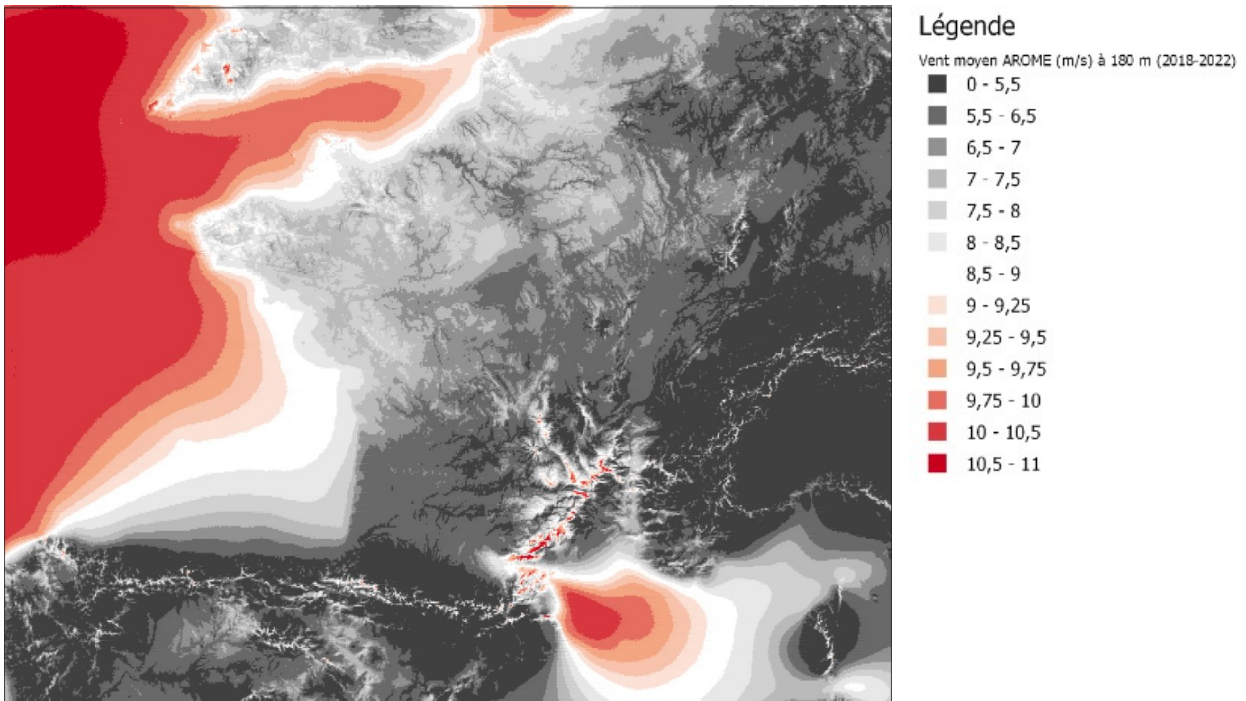 Légende
Vent moyen AROME (m/s) à 180 m (2018-2022)
0 - 5,5
5,5 - 6,5
6,5 - 7
7 - 7,5
7,5 - 8
8 - 8,5
8,5 - 9
9 - 9,25
9,25 - 9,5
9,5 - 9,75
9,75 - 10
10 - 10,5
10,5 - 11